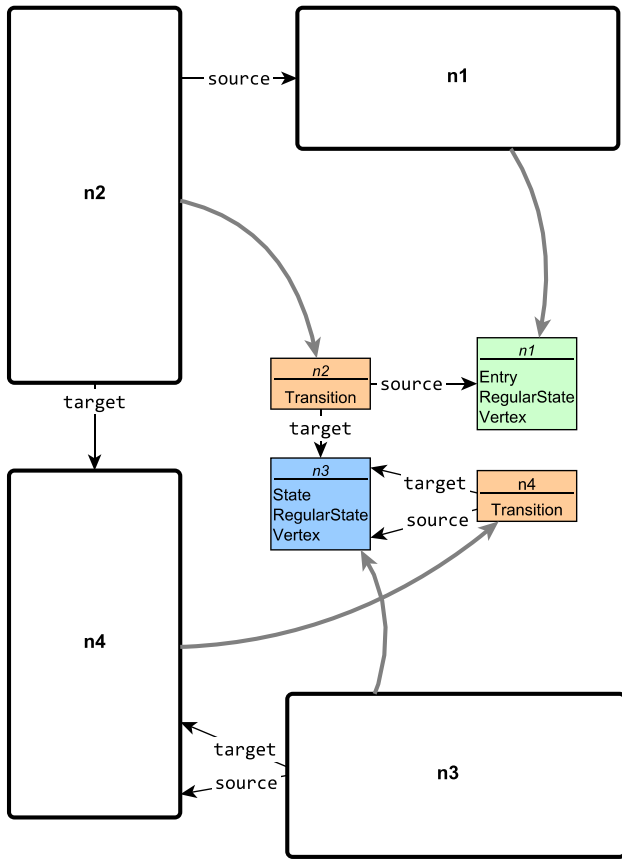 n2
source
n1
n2
Transition
source
n1
Entry
RegularState
Vertex
target
target
n3
State
RegularState
Vertex
target
source
n4
Transition
n4
target
source
n3